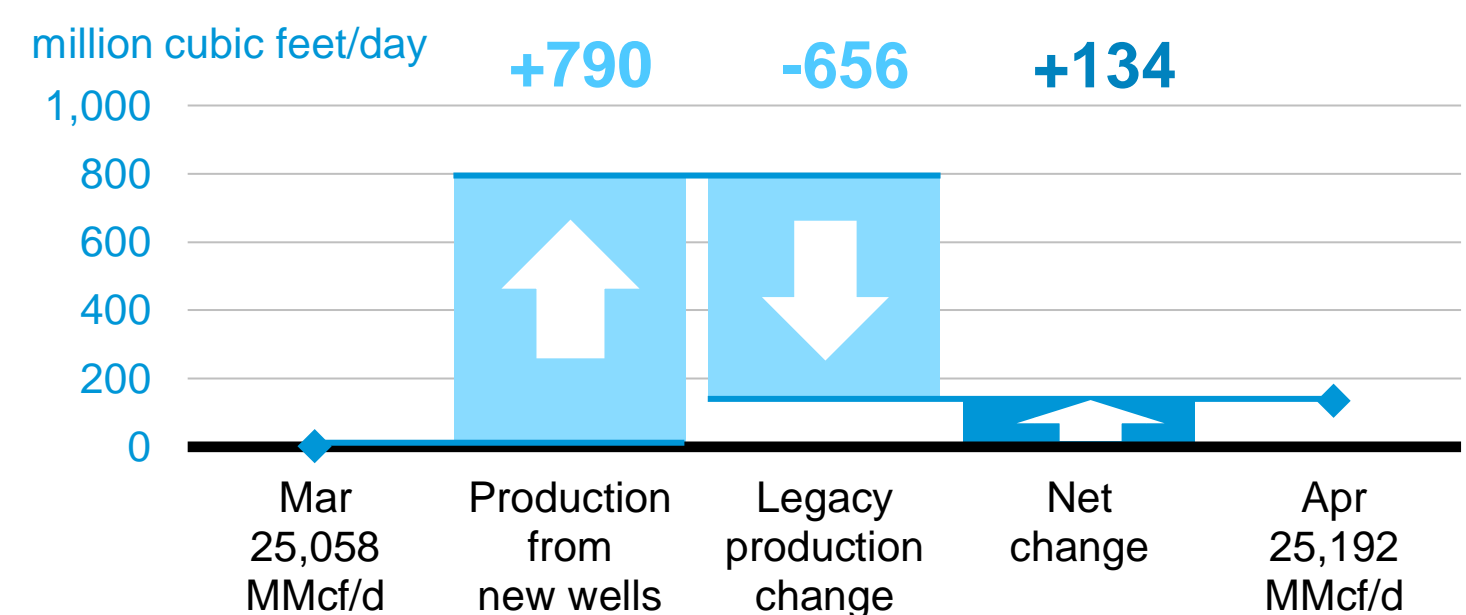 million cubic feet/day
+790
-656
+134
1,000
800
600
400
200
0
Mar
25,058
MMcf/d
Production
from
new wells
Legacy
production
change
Net
change
Apr
25,192
MMcf/d